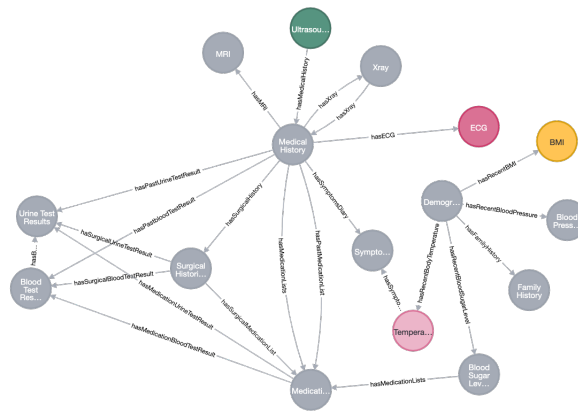 Ultrasou…
MRI
Xray
hasMRI
hasMedicalHistory
hasXray
hasXray
Medical
History
hasECG
ECG
BMI
hasRecentBMI
hasPastUrineTestResult
hasPastBloodTestResult
hasSurgicalHistory
hasSymptomsDiary
Demogr…
hasRecentBloodPressure
Blood
Press…
Urine Test
Results
hasSurgicalUrineTestResult
hasB…
Blood
Test
Res…
hasSurgicalBloodTestResult
Surgical
Histori…
hasMedicationLists
hasPastMedicationList
Sympto…
hasSympto…
hasRecentBodyTemperature
hasRecentBloodSugarLevel
hasFamilyHistory
Family
History
hasMedicationUrineTestResult
hasSurgicalMedicationList
Tempera…
hasMedicationBloodTestResult
Medicati…
hasMedicationLists
Blood
Sugar
Lev…